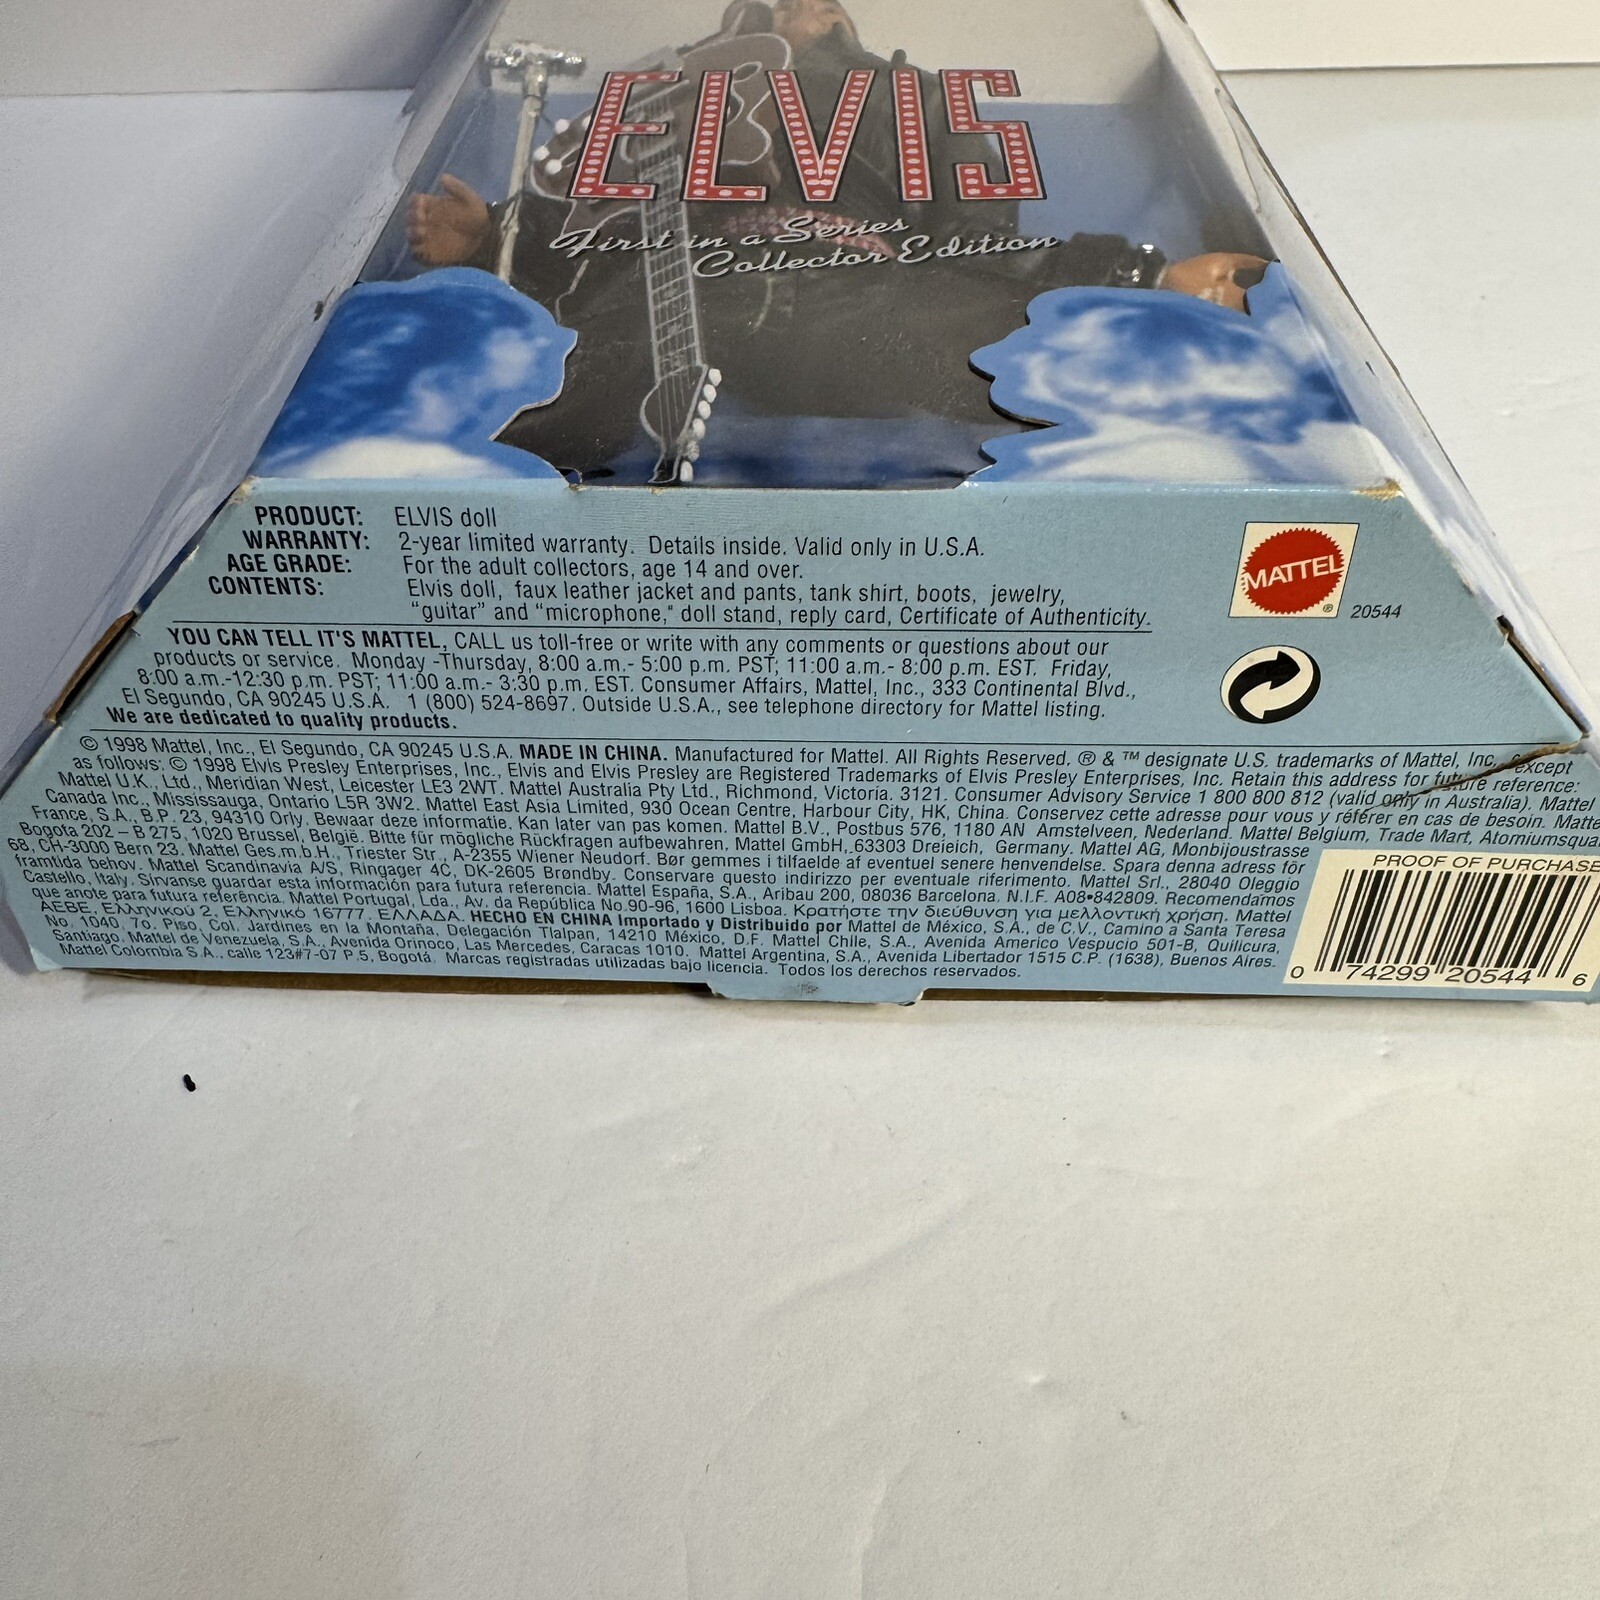 ELVIS
First in a Series
Collector Edition
PRODUCT: ELVIS doll
WARRANTY: 2-year limited warranty. Details inside. Valid only in U.S.A.
AGE GRADE: For the adult collectors, age 14 and over.
CONTENTS: Elvis doll, faux leather jacket and pants, tank shirt, boots, jewelry,
"guitar" and "microphone," doll stand, reply card, Certificate of Authenticity.
MATTEL
®
20544
YOU CAN TELL IT'S MATTEL, CALL us toll-free or write with any comments or questions about our
products or service. Monday -Thursday, 8:00 a.m.- 5:00 p.m. PST; 11:00 a.m.- 8:00 p.m. EST. Friday,
8:00 a.m.-12:30 p.m. PST; 11:00 a.m.- 3:30 p.m. EST. Consumer Affairs, Mattel, Inc., 333 Continental Blvd.,
El Segundo, CA 90245 U.S.A. 1 (800) 524-8697. Outside U.S.A., see telephone directory for Mattel listing.
We are dedicated to quality products.
© 1998 Mattel, Inc., El Segundo, CA 90245 U.S.A. MADE IN CHINA. Manufactured for Mattel. All Rights Reserved. ® & ™ designate U.S. trademarks of Mattel, Inc., except
as follows: © 1998 Elvis Presley Enterprises, Inc., Elvis and Elvis Presley are Registered Trademarks of Elvis Presley Enterprises, Inc. Retain this address for future reference:
Mattel U.K., Ltd., Meridian West, Leicester LE3 2WT. Mattel Australia Pty Ltd., Richmond, Victoria. 3121. Consumer Advisory Service 1 800 800 812 (valid only in Australia). Mattel
Canada Inc., Mississauga, Ontario L5R 3W2. Mattel East Asia Limited, 930 Ocean Centre, Harbour City, HK, China. Conservez cette adresse pour vous y référer en cas de besoin. Matte
France, S.A., B.P. 23, 94310 Orly. Bewaar deze informatie. Kan later van pas komen. Mattel B.V., Postbus 576, 1180 AN Amstelveen, Nederland. Mattel Belgium, Trade Mart, Atomiumsqua
Bogota 202 – B 275, 1020 Brussel, België. Bitte für mögliche Rückfragen aufbewahren. Mattel GmbH, 63303 Dreieich, Germany. Mattel AG, Monbijoustrasse
68, CH-3000 Bern 23. Mattel Ges.m.b.H., Triester Str., A-2355 Wiener Neudorf. Bør gemmes i tilfaelde af eventuel senere henvendelse. Spara denna adress för
framtida behov. Mattel Scandinavia A/S, Ringager 4C, DK-2605 Brøndby. Conservare questo indirizzo per eventuale riferimento. Mattel Srl., 28040 Oleggio
Castello, Italy. Sírvanse guardar esta información para futura referencia. Mattel España, S.A., Aribau 200, 08036 Barcelona. N.I.F. A08•842809. Recomendamos
que anote para futura referência. Mattel Portugal, Lda., Av. da República No.90-96, 1600 Lisboa. Κρατήστε την διεύθυνση για μελλοντική χρήση. Mattel
AEBE, Ελληνικού 2, Ελληνικό 16777. ΕΛΛΑΔΑ. HECHO EN CHINA Importado y Distribuido por Mattel de México, S.A., de C.V., Camino a Santa Teresa
No. 1040, 7o. Piso, Col. Jardines en la Montaña, Delegación Tlalpan, 14210 México, D.F. Mattel Chile, S.A., Avenida Americo Vespucio 501-B, Quilicura,
Santiago. Mattel de Venezuela, S.A., Avenida Orinoco, Las Mercedes, Caracas 1010. Mattel Argentina, S.A., Avenida Libertador 1515 C.P. (1638), Buenos Aires.
Mattel Colombia S.A., calle 123#7-07 P.5, Bogotá. Marcas registradas utilizadas bajo licencia. Todos los derechos reservados.
PROOF OF PURCHASE
0 74299 20544 6